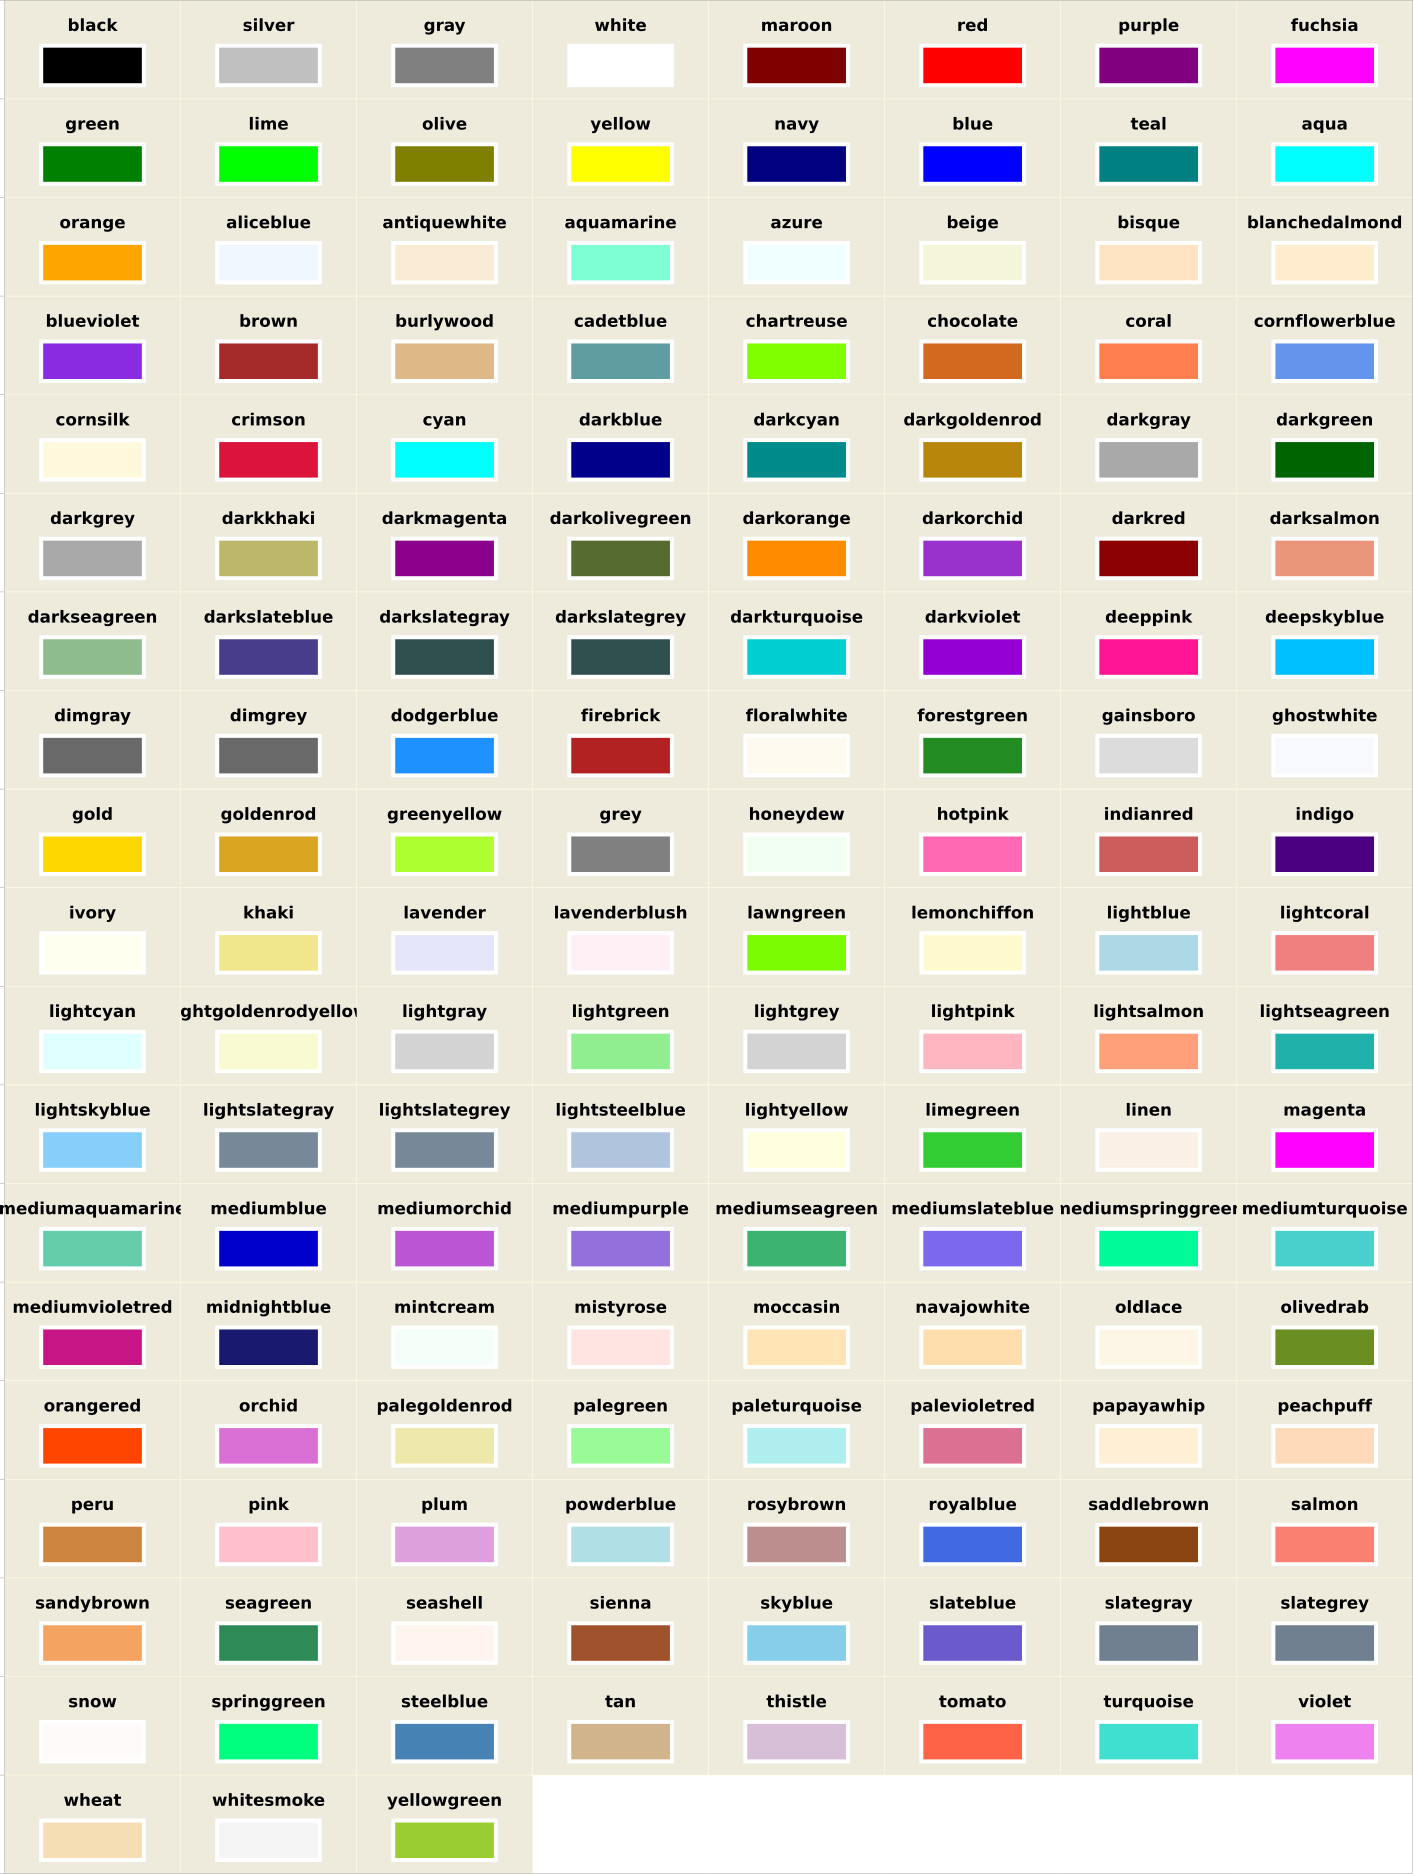 black silver gray white maroon red purple fuchsia
green lime olive yellow navy blue teal aqua
orange aliceblue antiquewhite aquamarine azure beige bisque blanchedalmond
blueviolet brown burlywood cadetblue chartreuse chocolate coral cornflowerblue
cornsilk crimson cyan darkblue darkcyan darkgoldenrod darkgray darkgreen
darkgrey darkkhaki darkmagenta darkolivegreen darkorange darkorchid darkred darksalmon
darkseagreen darkslateblue darkslategray darkslategrey darkturquoise darkviolet deeppink deepskyblue
dimgray dimgrey dodgerblue firebrick floralwhite forestgreen gainsboro ghostwhite
gold goldenrod greenyellow grey honeydew hotpink indianred indigo
ivory khaki lavender lavenderblush lawngreen lemonchiffon lightblue lightcoral
lightcyan ghtgoldenrodyellow lightgray lightgreen lightgrey lightpink lightsalmon lightseagreen
lightskyblue lightslategray lightslategrey lightsteelblue lightyellow limegreen linen magenta
mediumaquamarine mediumblue mediumorchid mediumpurple mediumseagreen mediumslateblue mediumspringgreen mediumturquoise
mediumvioletred midnightblue mintcream mistyrose moccasin navajowhite oldlace olivedrab
orangered orchid palegoldenrod palegreen paleturquoise palevioletred papayawhip peachpuff
peru pink plum powderblue rosybrown royalblue saddlebrown salmon
sandybrown seagreen seashell sienna skyblue slateblue slategray slategrey
snow springgreen steelblue tan thistle tomato turquoise violet
wheat whitesmoke yellowgreen